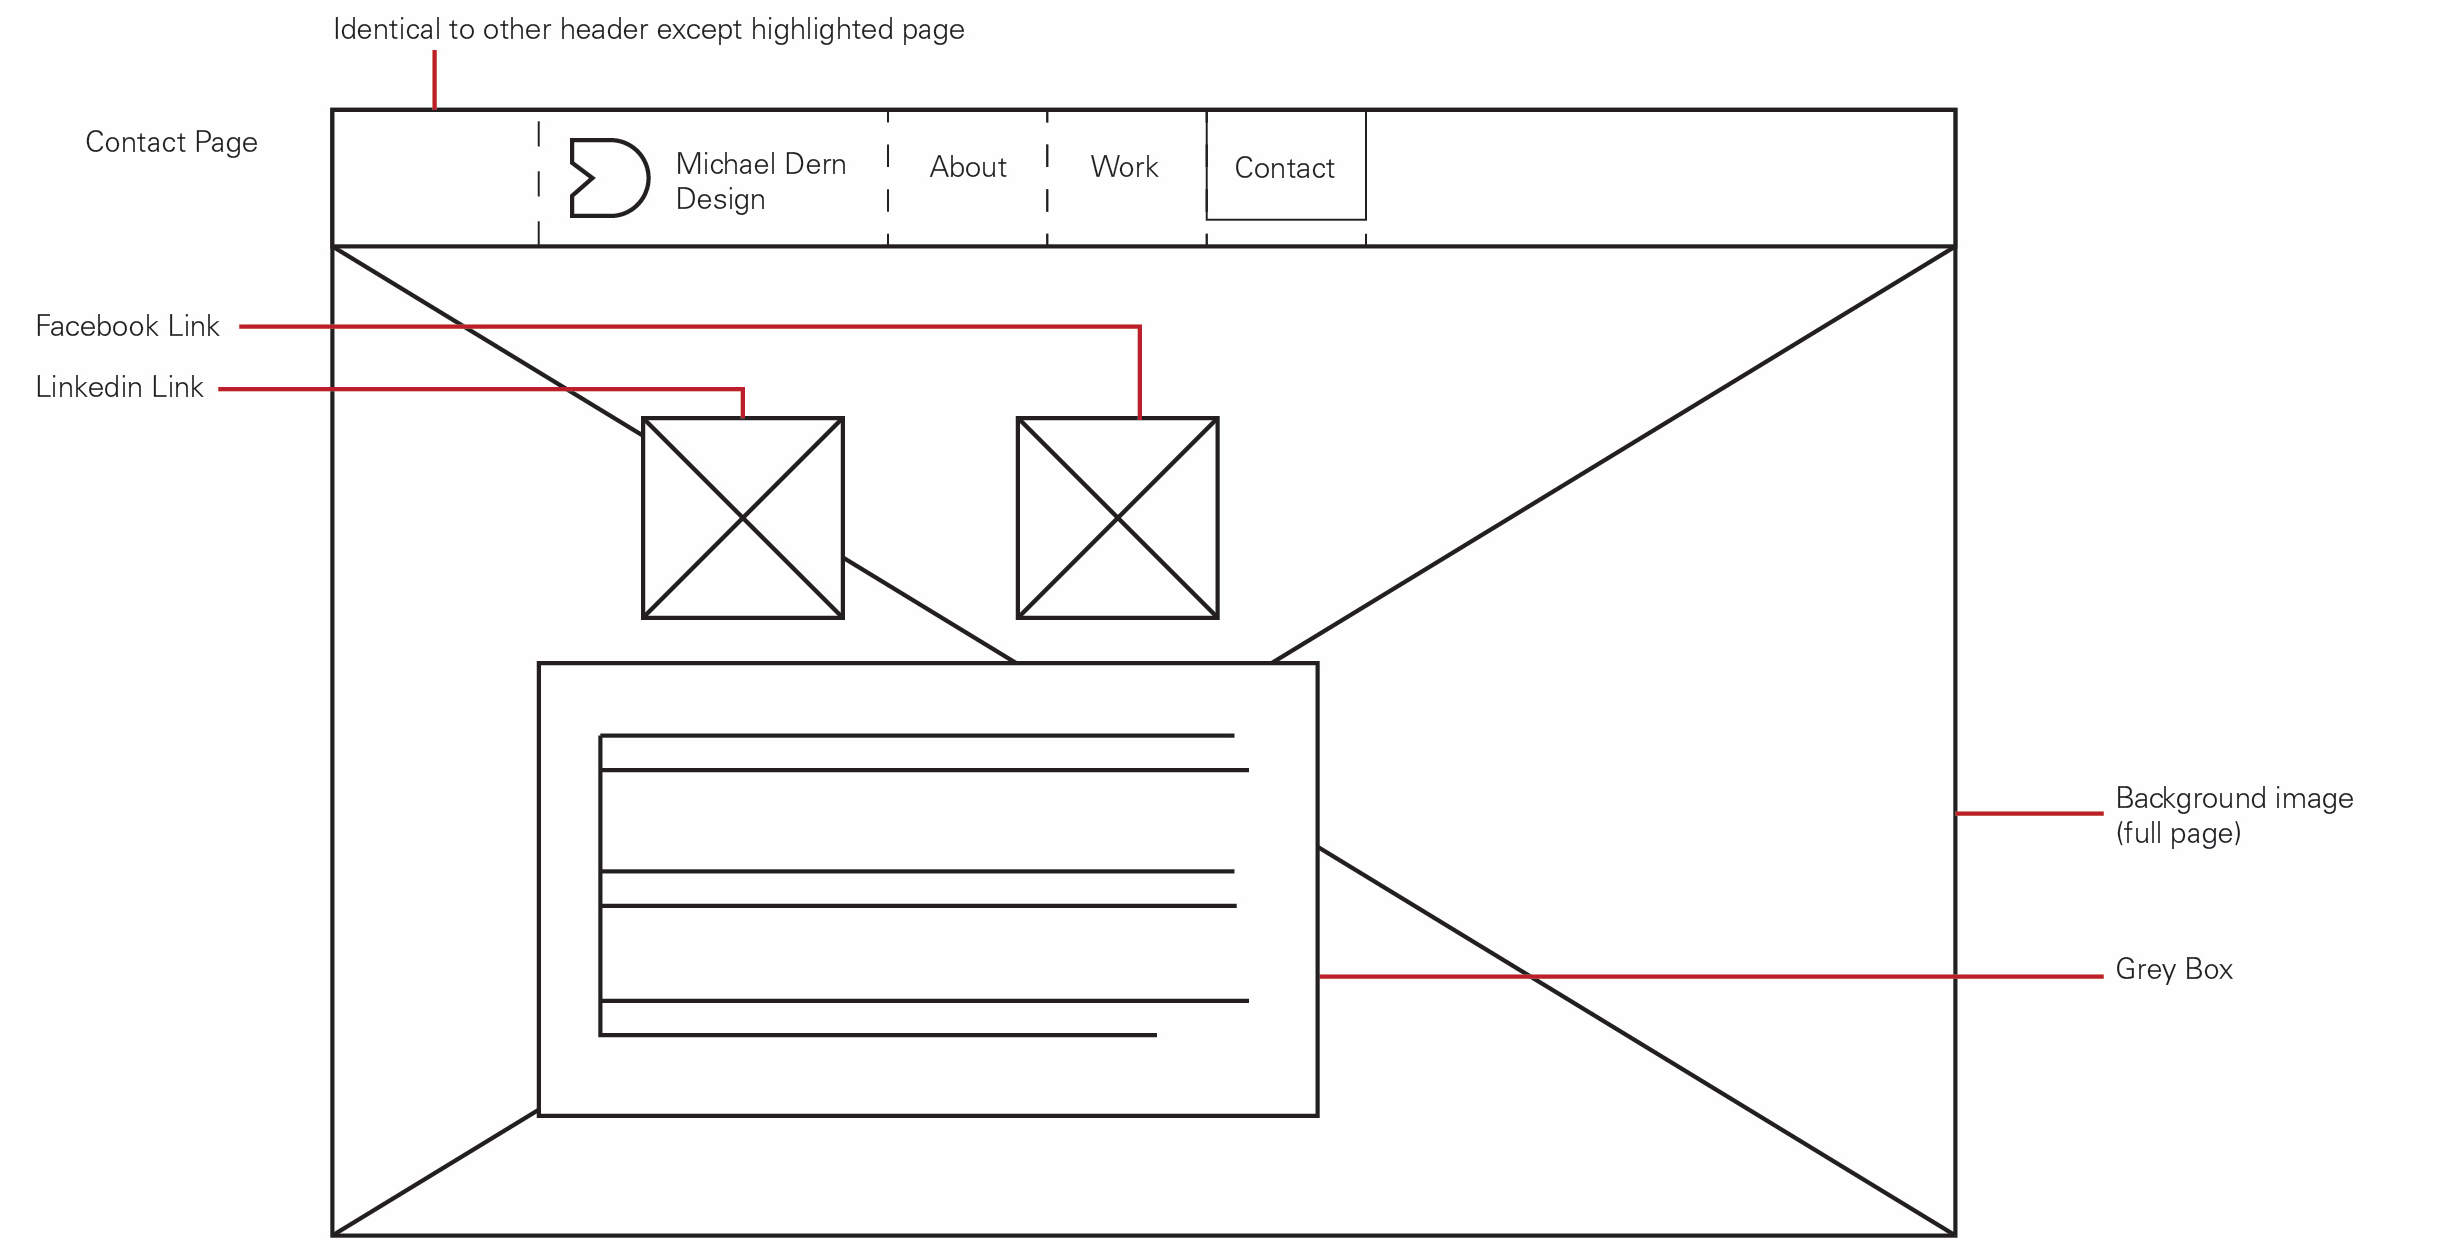 Identical to other header except highlighted page
Contact Page
Michael Dern
Design
About
Work
Contact
Facebook Link
Linkedin Link
Background image
(full page)
Grey Box